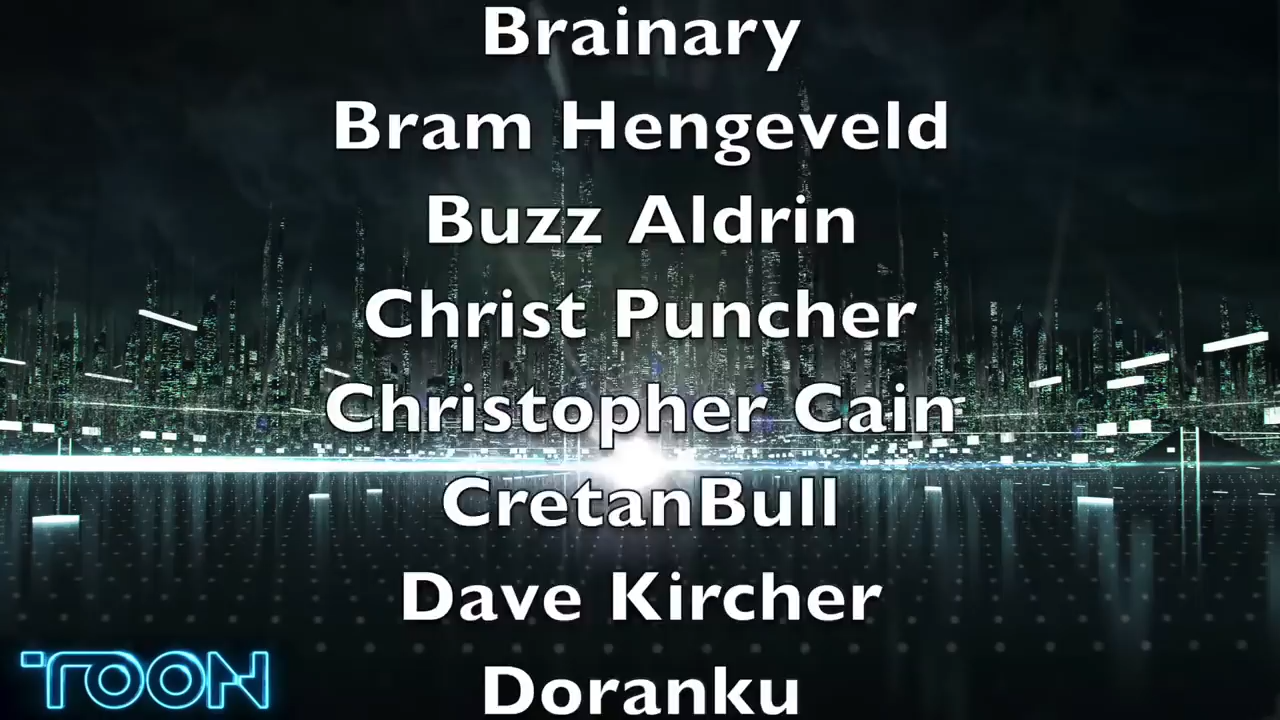 Brainary
Bram Hengeveld
Buzz Aldrin
Christ Puncher
Christopher Cain
CretanBull
Dave Kircher
Doranku
TOON